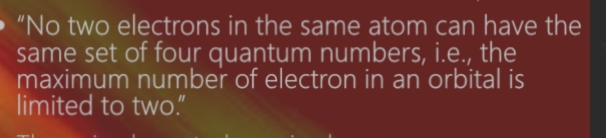 • “No two electrons in the same atom can have the
same set of four quantum numbers, i.e., the
maximum number of electron in an orbital is
limited to two.”